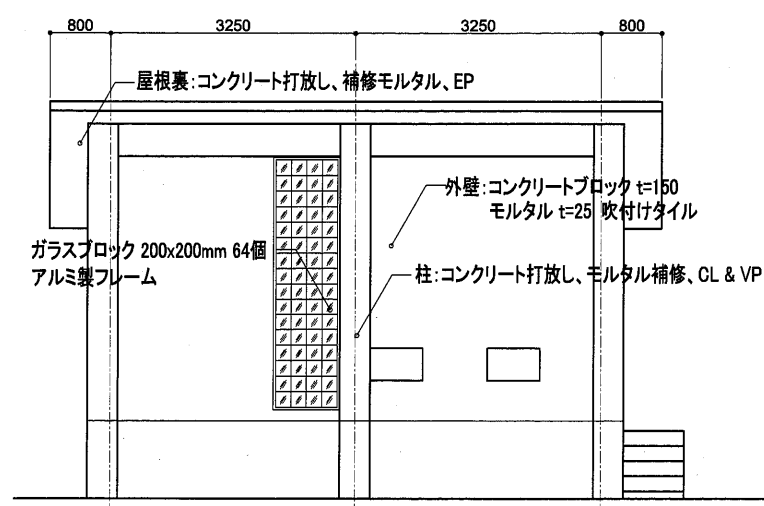 800 3250 3250 800
屋根裏:コンクリート打放し、補修モルタル、EP
外壁:コンクリートブロック t=150
モルタル t=25 吹付けタイル
ガラスブロック 200x200mm 64個
アルミ製フレーム
柱:コンクリート打放し、モルタル補修、CL & VP